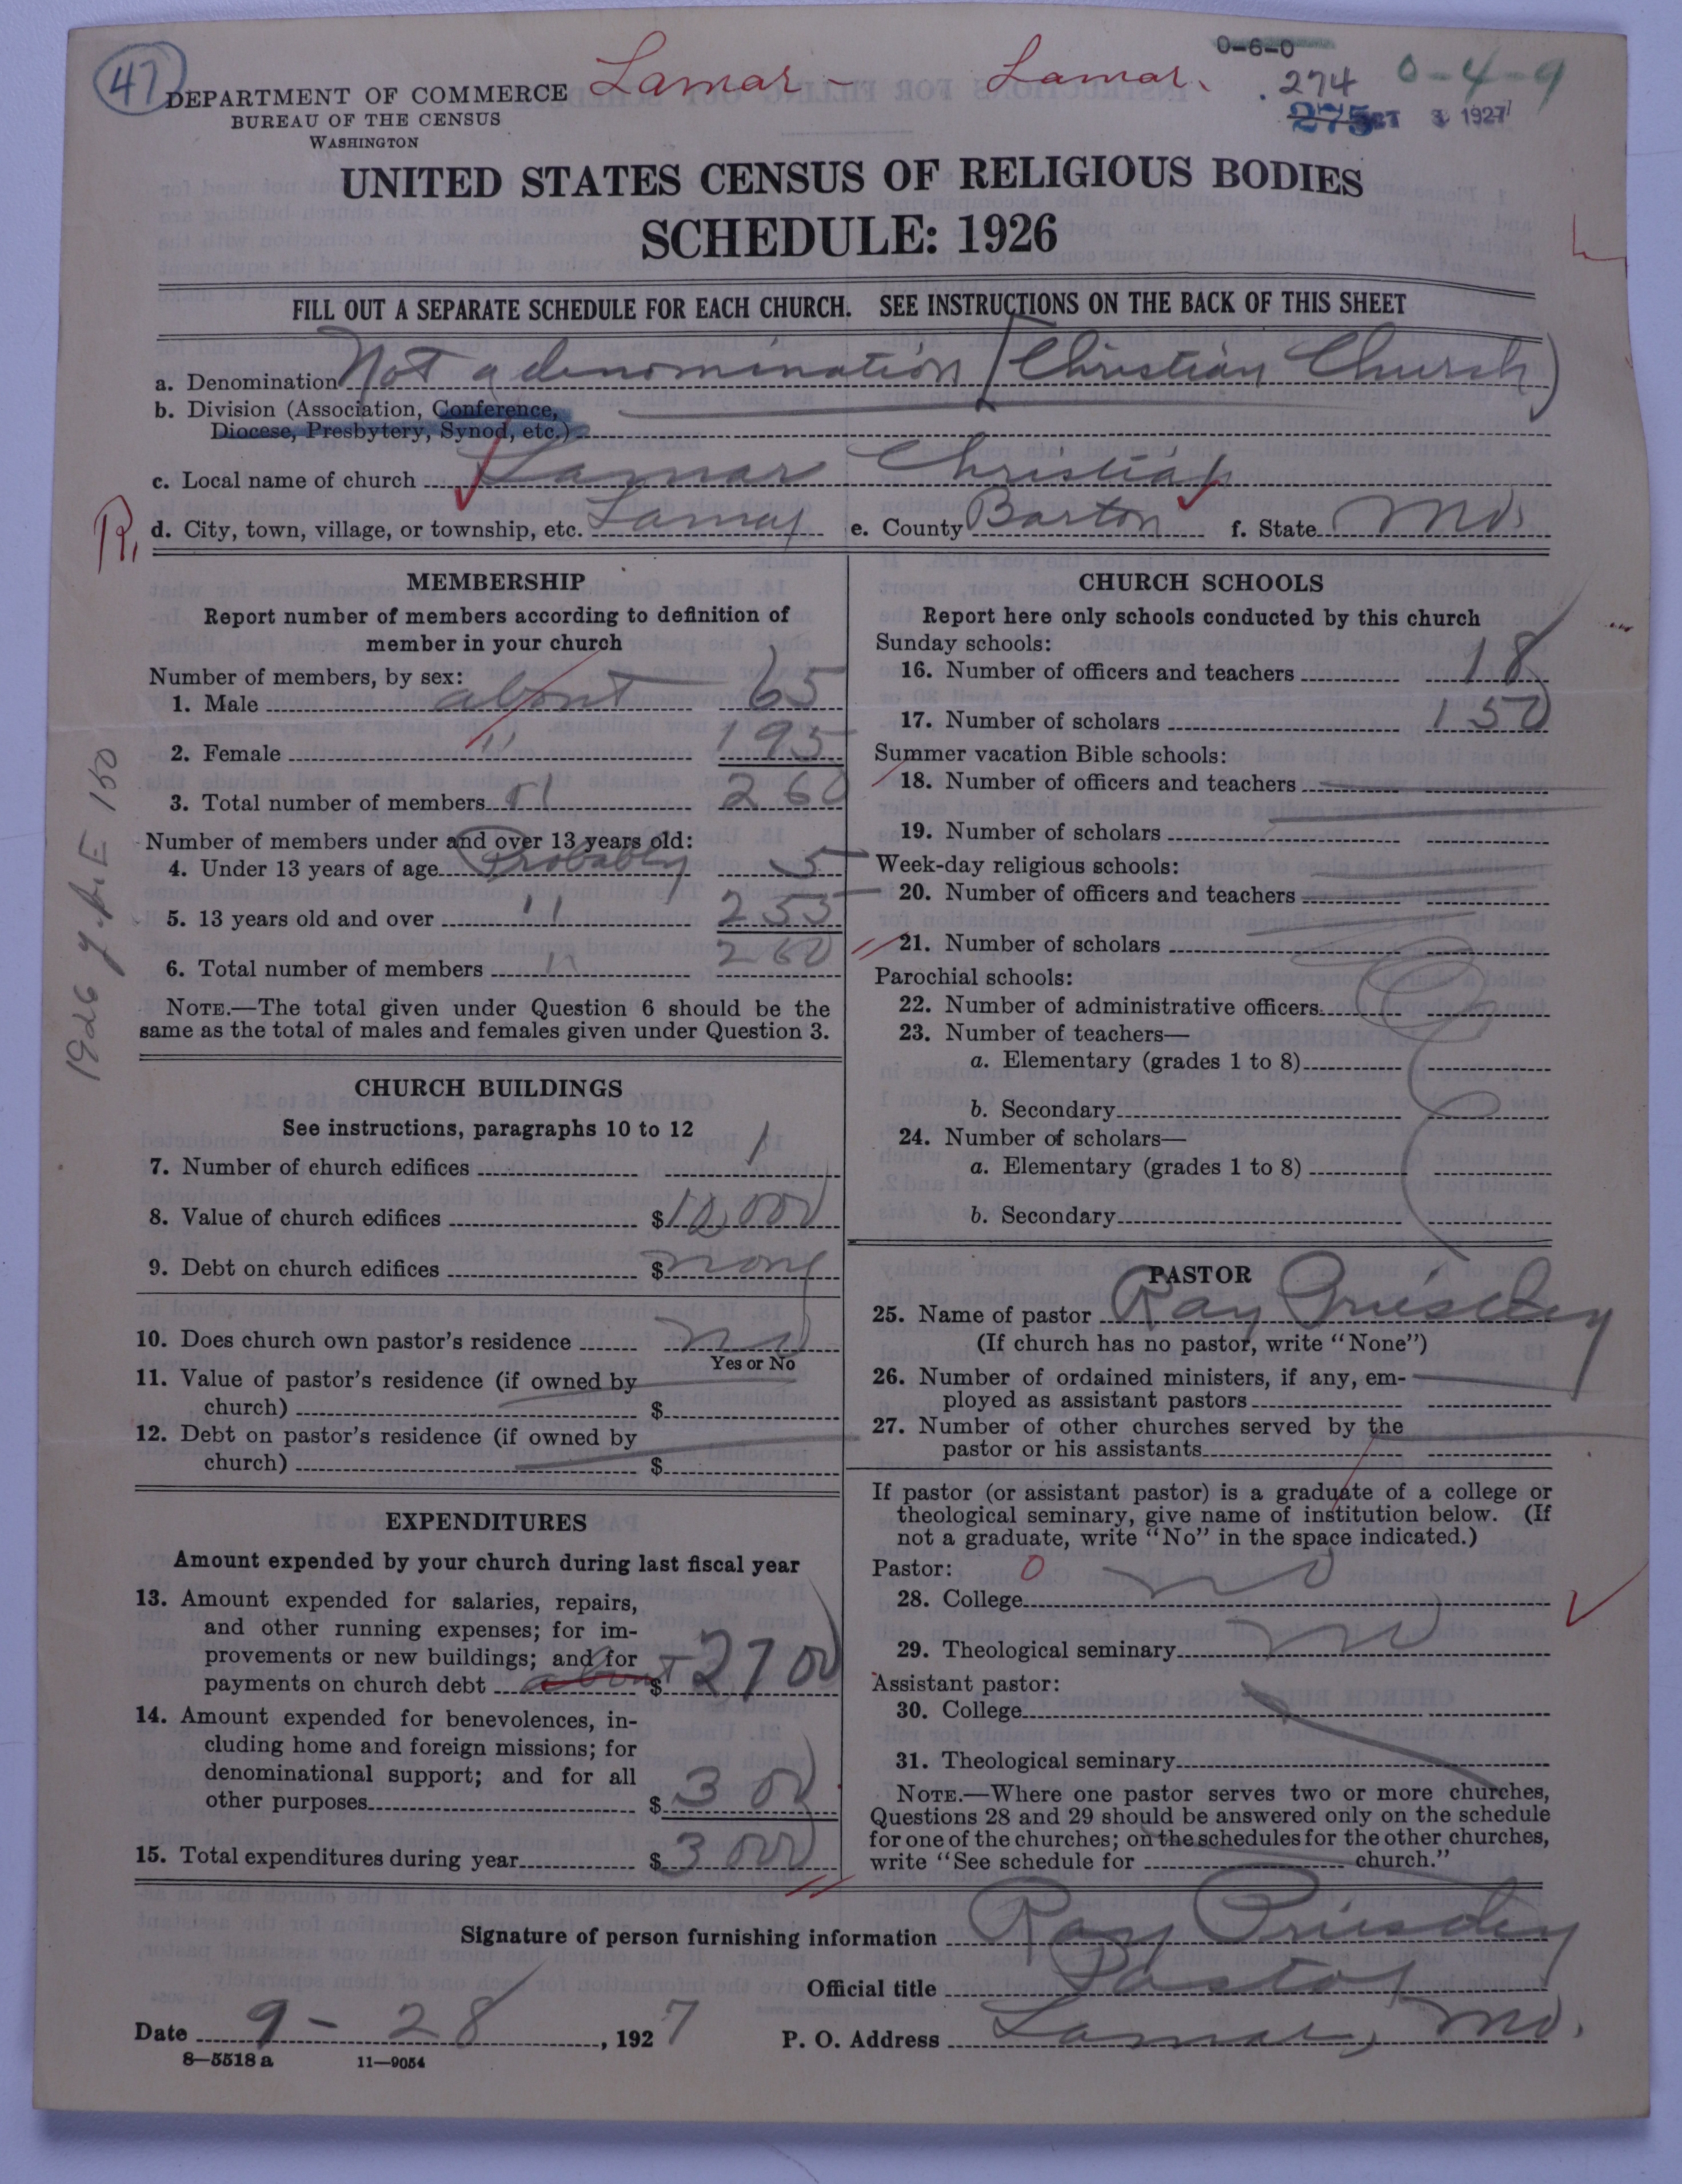 47
Lamar - Lamar.
0-6-0
.274 0-4-9
275 OCT 3 1927
DEPARTMENT OF COMMERCE
BUREAU OF THE CENSUS
WASHINGTON
UNITED STATES CENSUS OF RELIGIOUS BODIES
SCHEDULE: 1926
FILL OUT A SEPARATE SCHEDULE FOR EACH CHURCH. SEE INSTRUCTIONS ON THE BACK OF THIS SHEET
a. Denomination Not a denomination (Christian Church)
b. Division (Association, Conference,
Diocese, Presbytery, Synod, etc.)
c. Local name of church Lamar Christian
R. d. City, town, village, or township, etc. Lamar e. County Barton f. State Mo.
MEMBERSHIP
Report number of members according to definition of
member in your church
Number of members, by sex:
1. Male about 65
2. Female " 195
3. Total number of members " 260
Number of members under and over 13 years old:
4. Under 13 years of age Probably 5
5. 13 years old and over " 255
6. Total number of members " 260
NOTE.—The total given under Question 6 should be the
same as the total of males and females given under Question 3.
1926
150
CHURCH BUILDINGS
See instructions, paragraphs 10 to 12
7. Number of church edifices 1
8. Value of church edifices $10,000
9. Debt on church edifices $ none
10. Does church own pastor's residence no
Yes or No
11. Value of pastor's residence (if owned by
church) $
12. Debt on pastor's residence (if owned by
church) $
EXPENDITURES
Amount expended by your church during last fiscal year
13. Amount expended for salaries, repairs,
and other running expenses; for im-
provements or new buildings; and for
payments on church debt about $ 2700
14. Amount expended for benevolences, in-
cluding home and foreign missions; for
denominational support; and for all
other purposes $ 300
15. Total expenditures during year $ 3000
CHURCH SCHOOLS
Report here only schools conducted by this church
Sunday schools:
16. Number of officers and teachers 18
17. Number of scholars 150
Summer vacation Bible schools:
18. Number of officers and teachers
19. Number of scholars
Week-day religious schools:
20. Number of officers and teachers
21. Number of scholars
Parochial schools:
22. Number of administrative officers
23. Number of teachers—
a. Elementary (grades 1 to 8)
b. Secondary
24. Number of scholars—
a. Elementary (grades 1 to 8)
b. Secondary
PASTOR
25. Name of pastor Ray
(If church has no pastor, write "None")
26. Number of ordained ministers, if any, em-
ployed as assistant pastors
27. Number of other churches served by the
pastor or his assistants
If pastor (or assistant pastor) is a graduate of a college or
theological seminary, give name of institution below. (If
not a graduate, write "No" in the space indicated.)
Pastor: 0
28. College no
29. Theological seminary no
Assistant pastor:
30. College
31. Theological seminary
NOTE.—Where one pastor serves two or more churches,
Questions 28 and 29 should be answered only on the schedule
for one of the churches; on the schedules for the other churches,
write "See schedule for church."
Signature of person furnishing information Ray
Official title Pastor
Date 9-28, 1927 P. O. Address Lamar, Mo.
8—5518 a 11—9054